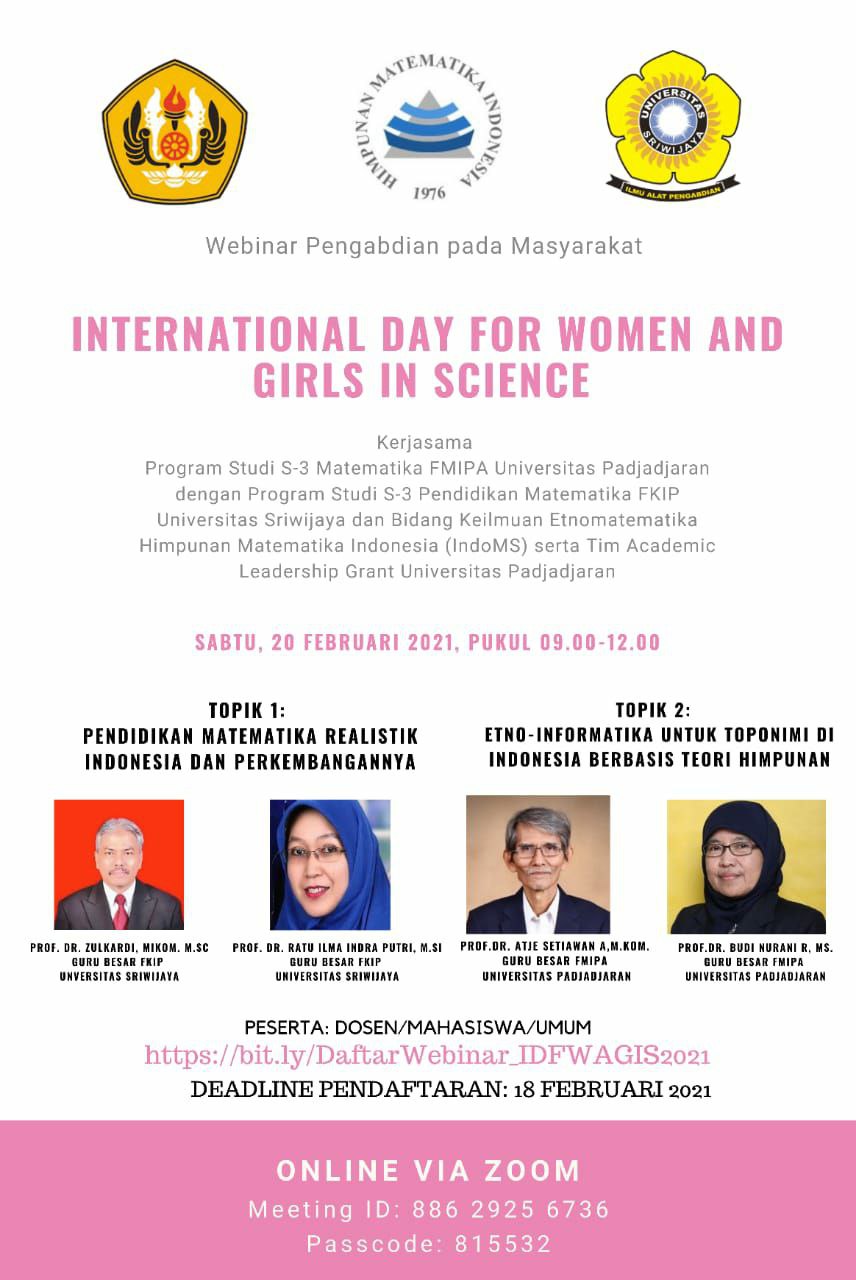 HIMPUNAN MATEMATIKA INDONESIA
1976
UNIVERSITAS
SRIWIJAYA
ILMU ALAT PENGABDIAN
Webinar Pengabdian pada Masyarakat
INTERNATIONAL DAY FOR WOMEN AND
GIRLS IN SCIENCE
Kerjasama
Program Studi S-3 Matematika FMIPA Universitas Padjadjaran
dengan Program Studi S-3 Pendidikan Matematika FKIP
Universitas Sriwijaya dan Bidang Keilmuan Etnomatematika
Himpunan Matematika Indonesia (IndoMS) serta Tim Academic
Leadership Grant Universitas Padjadjaran
SABTU, 20 FEBRUARI 2021, PUKUL 09.00-12.00
TOPIK 1:
PENDIDIKAN MATEMATIKA REALISTIK
INDONESIA DAN PERKEMBANGANNYA
TOPIK 2:
ETNO-INFORMATIKA UNTUK TOPONIMI DI
INDONESIA BERBASIS TEORI HIMPUNAN
PROF. DR. ZULKARDI, MIKOM. M.SC
GURU BESAR FKIP
UNVERSITAS SRIWIJAYA
PROF. DR. RATU ILMA INDRA PUTRI, M.SI
GURU BESAR FKIP
UNIVERSITAS SRIWIJAYA
PROF.DR. ATJE SETIAWAN A,M.KOM.
GURU BESAR FMIPA
UNIVERSITAS PADJADJARAN
PROF.DR. BUDI NURANI R, MS.
GURU BESAR FMIPA
UNIVERSITAS PADJADJARAN
PESERTA: DOSEN/MAHASISWA/UMUM
https://bit.ly/DaftarWebinar_IDFWAGIS2021
DEADLINE PENDAFTARAN: 18 FEBRUARI 2021
ONLINE VIA ZOOM
Meeting ID: 886 2925 6736
Passcode: 815532